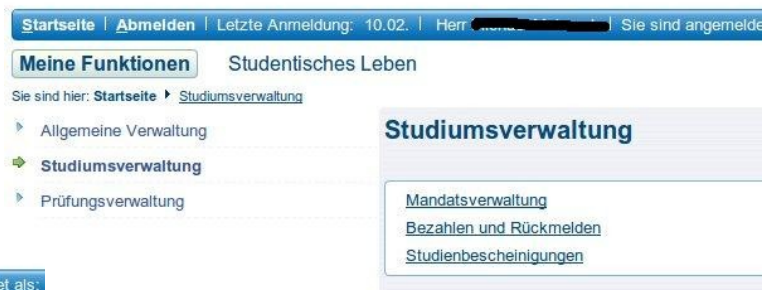 Startseite | Abmelden | Letzte Anmeldung: 10.02. | Herr | Sie sind angemelde
Meine Funktionen Studentisches Leben
Sie sind hier: Startseite Studiumsverwaltung
Allgemeine Verwaltung
Studiumsverwaltung
Prüfungsverwaltung
Studiumsverwaltung
Mandatsverwaltung
Bezahlen und Rückmelden
Studienbescheinigungen
et als: